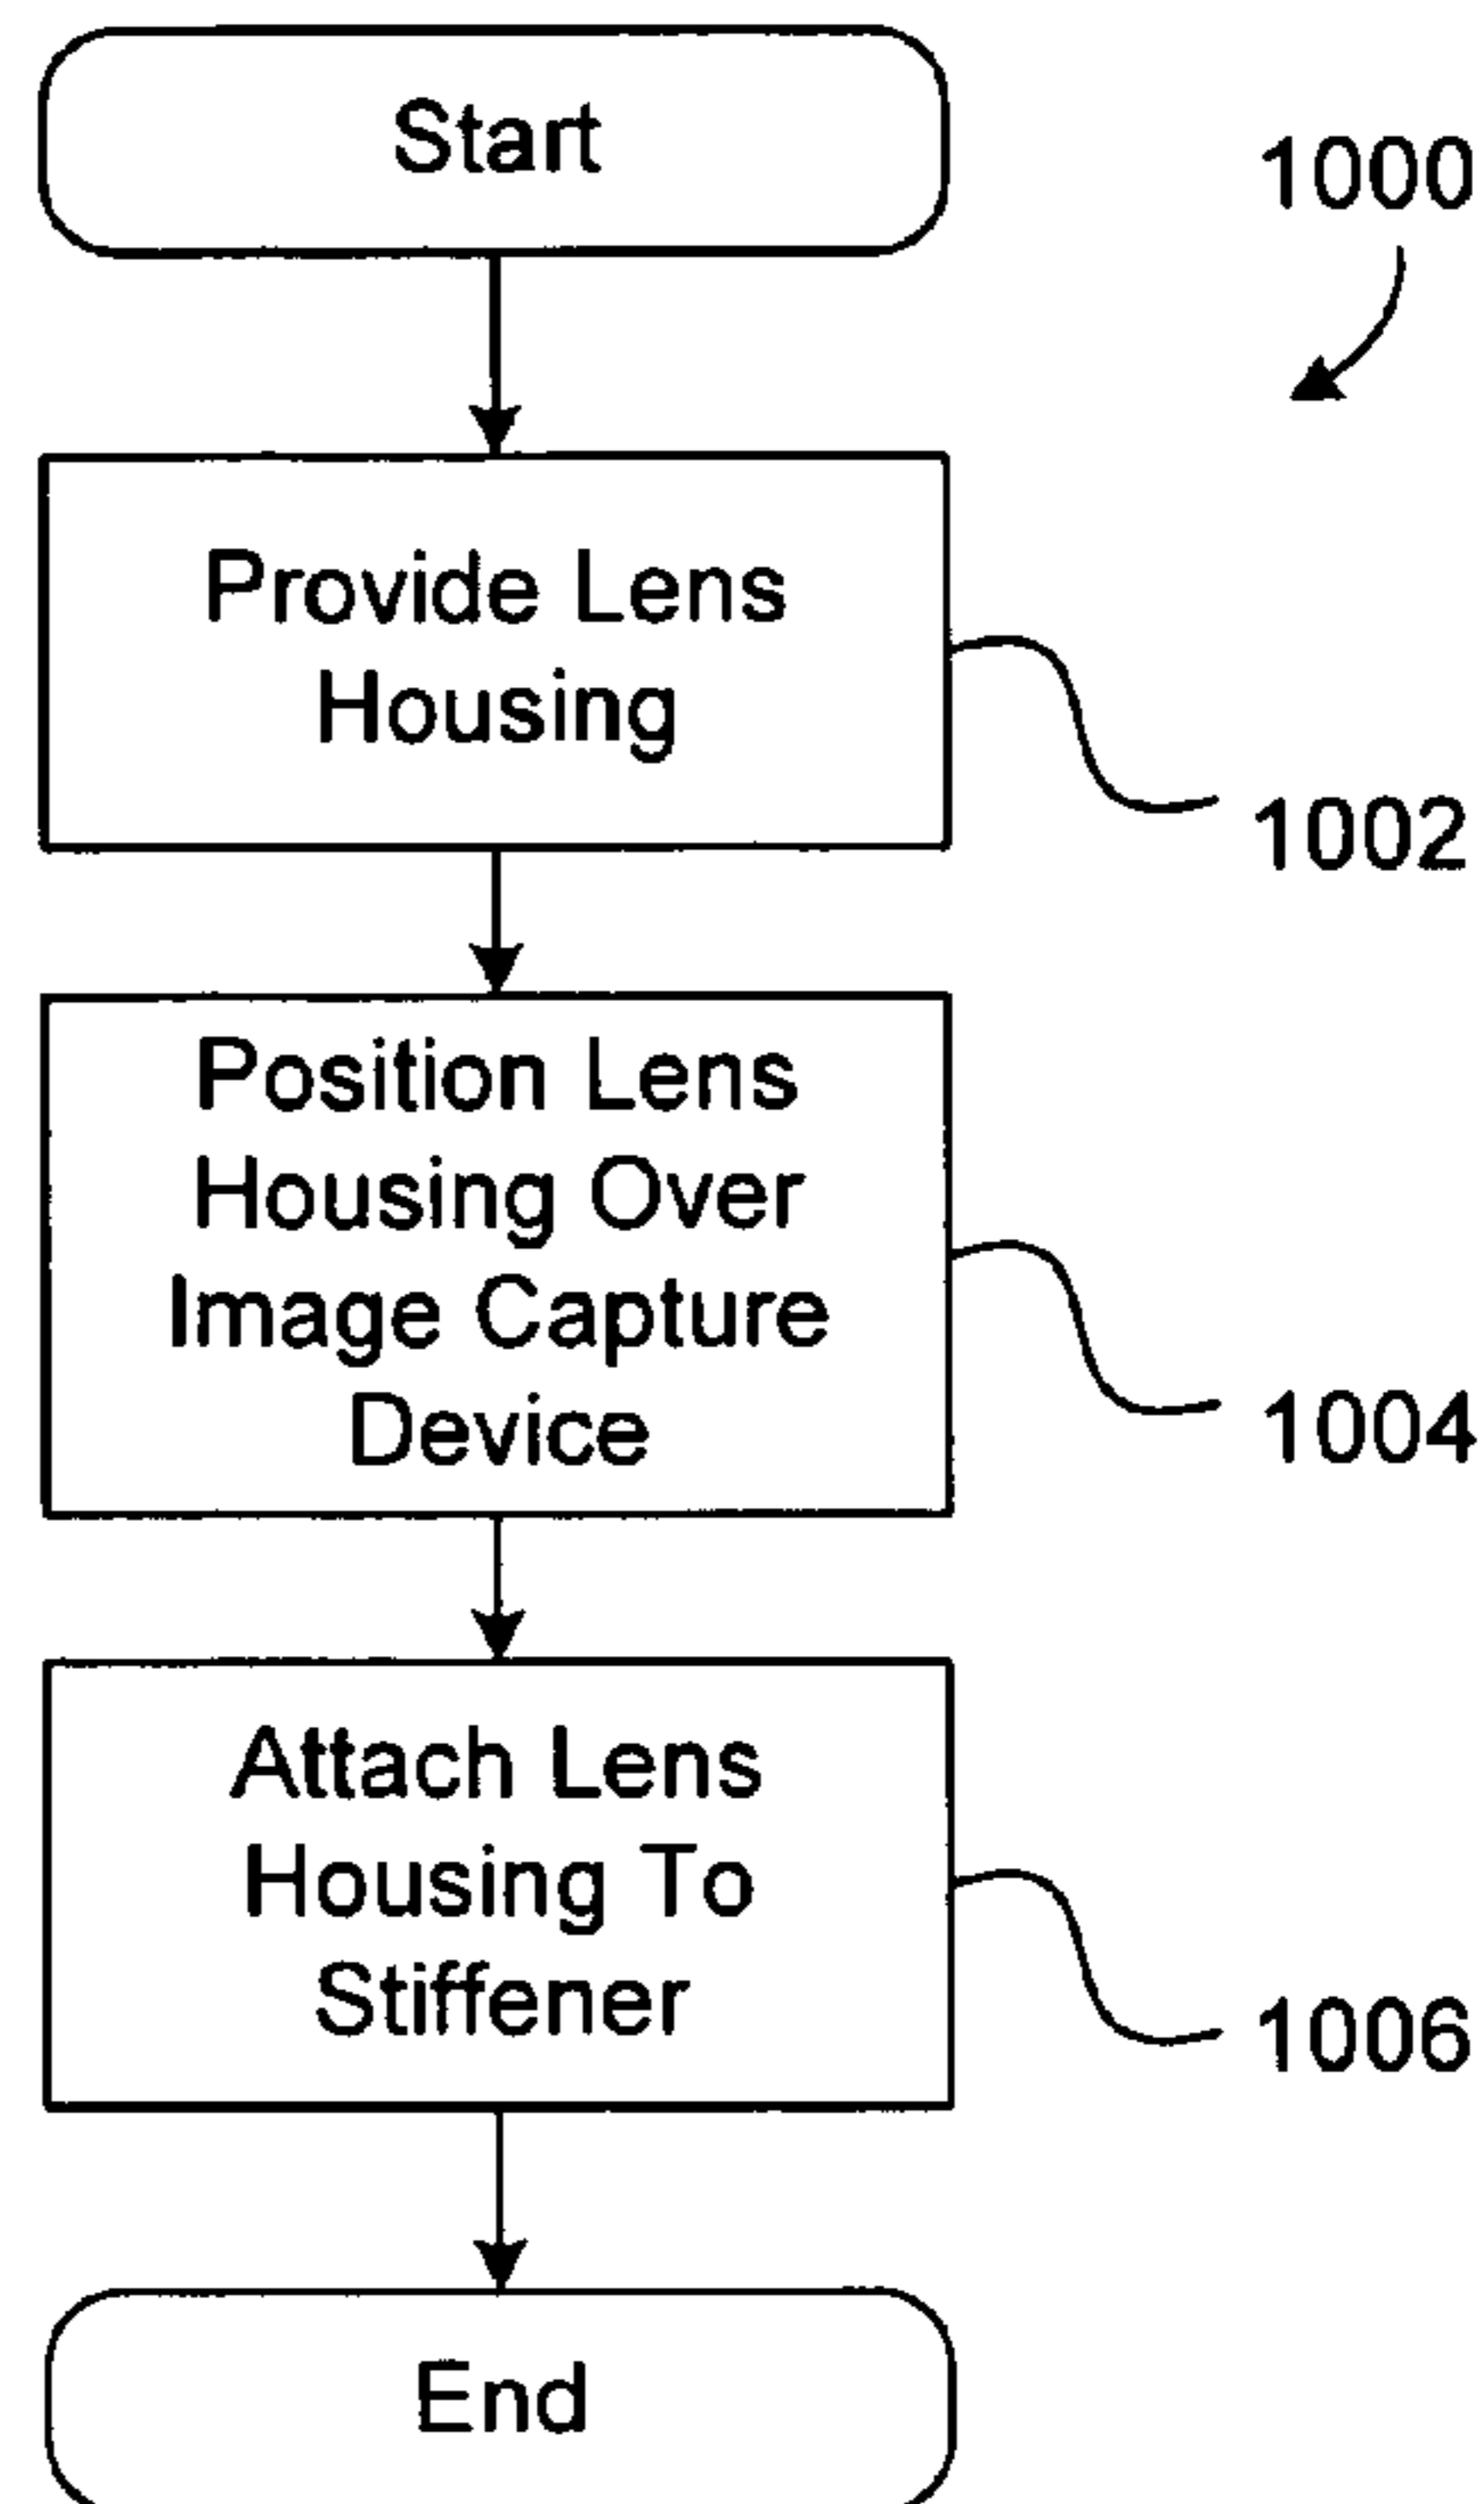 Start
1000
Provide Lens
Housing
1002
Position Lens
Housing Over
Image Capture
Device
1004
Attach Lens
Housing To
Stiffener
1006
End